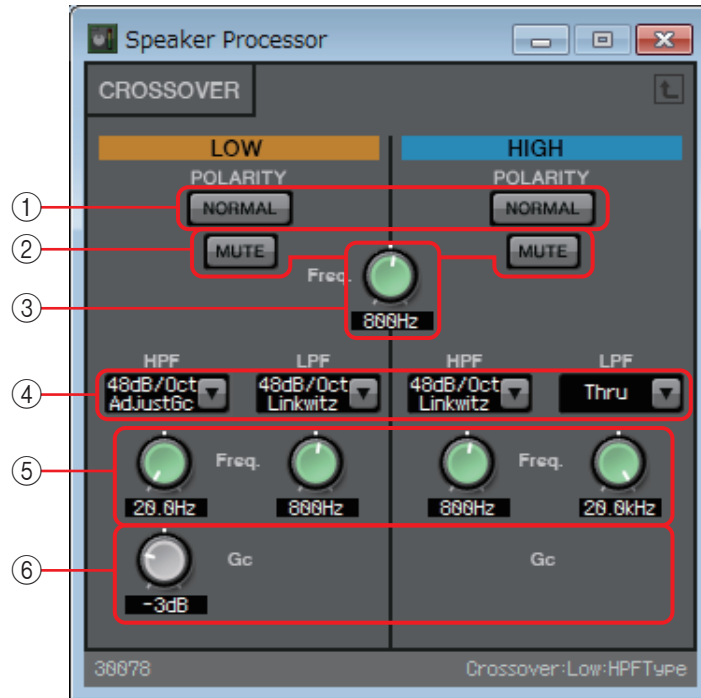 Speaker Processor
CROSSOVER
LOW HIGH
POLARITY POLARITY
① NORMAL NORMAL
② MUTE MUTE
Freq.
③ 800Hz
HPF LPF HPF LPF
④ 48dB/Oct AdjustGc 48dB/Oct Linkwitz 48dB/Oct Linkwitz Thru
⑤ Freq. Freq.
20.0Hz 800Hz 800Hz 20.0kHz
⑥ Gc Gc
-3dB
30078 Crossover:Low:HPFType